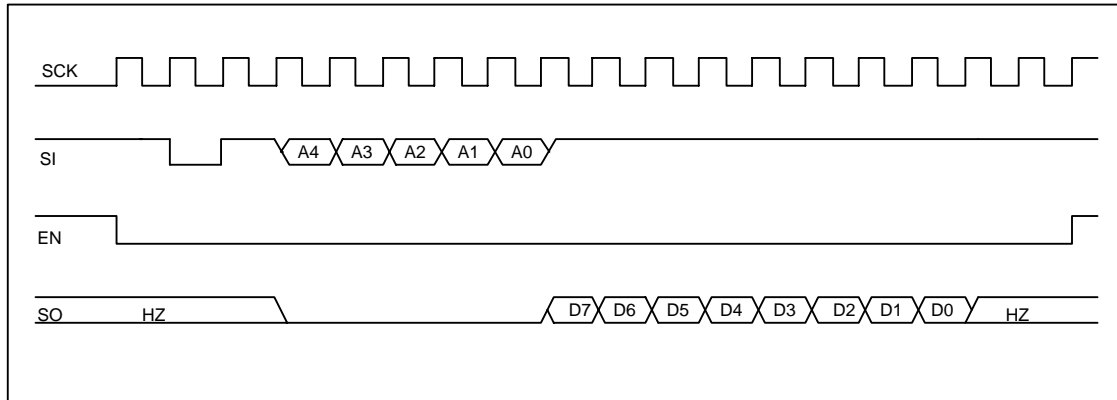 SCK
SI A4 A3 A2 A1 A0
EN
SO HZ D7 D6 D5 D4 D3 D2 D1 D0 HZ